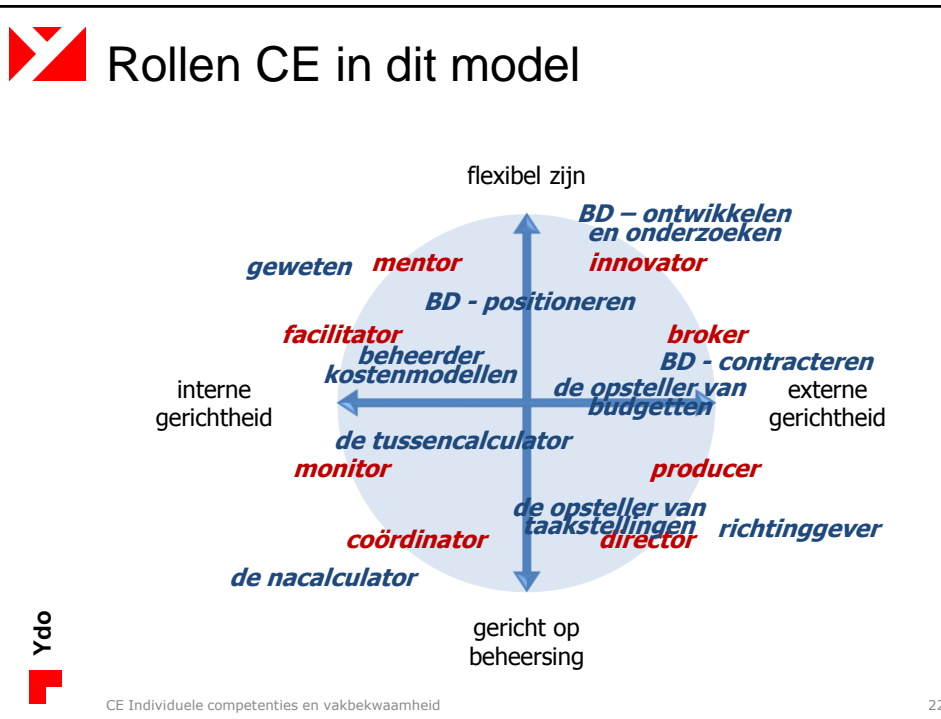 Rollen CE in dit model
flexibel zijn
BD – ontwikkelen
en onderzoeken
geweten
mentor
innovator
BD - positioneren
facilitator
broker
beheerder
kostenmodellen
BD - contracteren
interne
gerichtheid
de opsteller van
budgetten
externe
gerichtheid
de tussencalculator
monitor
producer
de opsteller van
taakstellingen
richtinggever
coördinator
director
de nacalculator
gericht op
beheersing
Ydo
CE Individuele competenties en vakbekwaamheid
22